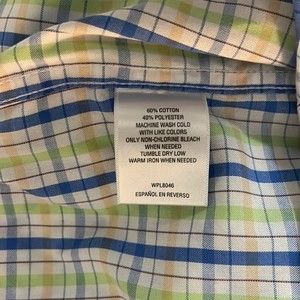 60% COTTON
40% POLYESTER
MACHINE WASH COLD
WITH LIKE COLORS
ONLY NON-CHLORINE BLEACH
WHEN NEEDED
TUMBLE DRY LOW
WARM IRON WHEN NEEDED
WPL8046
ESPAÑOL EN REVERSO